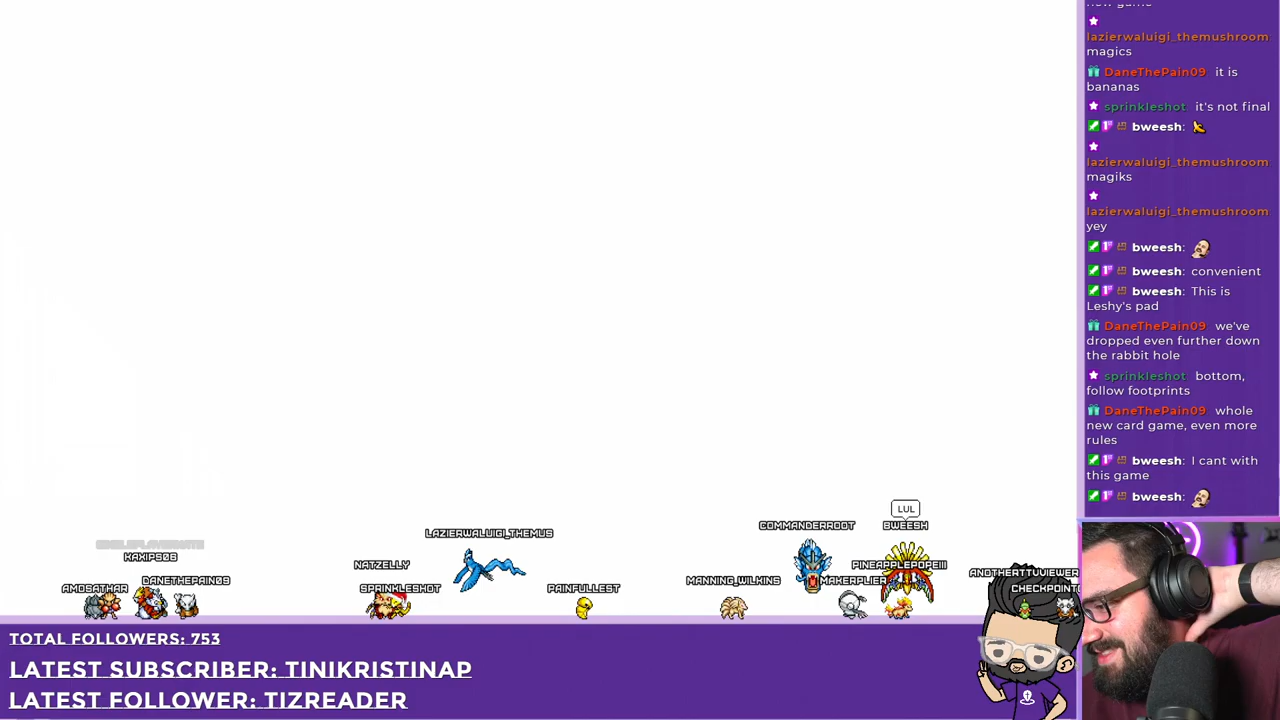 lazierwaluigi_themushroom:
magics
DaneThePain09 it is
bananas
sprinkleshot it's not final
bweesh:
lazierwaluigi_themushroom:
magiks
lazierwaluigi_themushroom:
yey
bweesh:
bweesh: convenient
bweesh: This is
Leshy's pad
DaneThePain09 we've
dropped even further down
the rabbit hole
sprinkleshot bottom,
follow footprints
DaneThePain09 whole
new card game, even more
rules
bweesh: I cant with
this game
bweesh:
LUL
COMMANDERROOT BWEESH
LAZIERWALUIGI_THEMUS
KAXIPS08
NATZELLY
PINEAPPLEPOPEIII
ANDTHERTTVVIEWER
AMOSATHAR DANETHEPAIN09
SPRINKLESHOT
PAINFULLEST
MANNING_WILKINS
MAKERPLIER
CHECKPOINT
TOTAL FOLLOWERS: 753
LATEST SUBSCRIBER: TINIKRISTINAP
LATEST FOLLOWER: TIZREADER